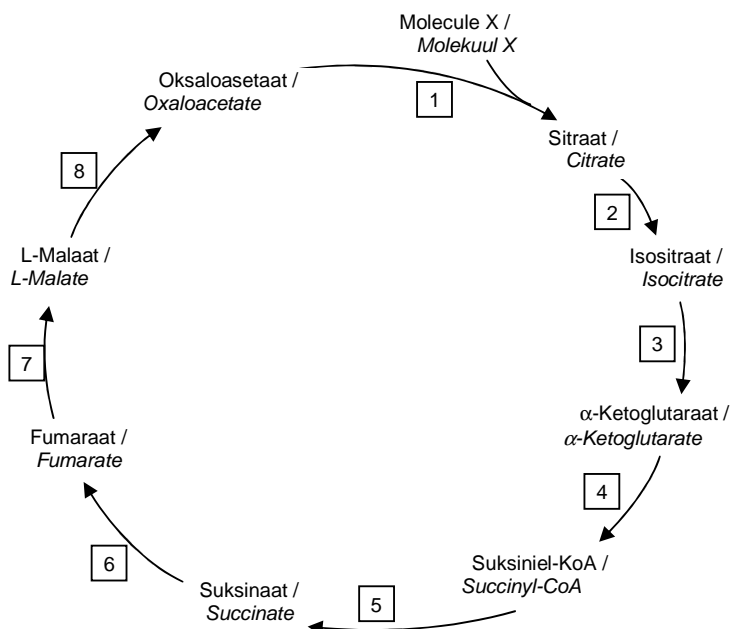 Molecule X /
Molekuul X
Oksaloasetaat /
Oxaloacetate
1
Sitraat /
Citrate
2
Isositraat /
Isocitrate
3
α-Ketoglutaraat /
α-Ketoglutarate
4
Suksiniel-KoA /
Succinyl-CoA
5
Suksinaat /
Succinate
6
Fumaraat /
Fumarate
7
L-Malaat /
L-Malate
8